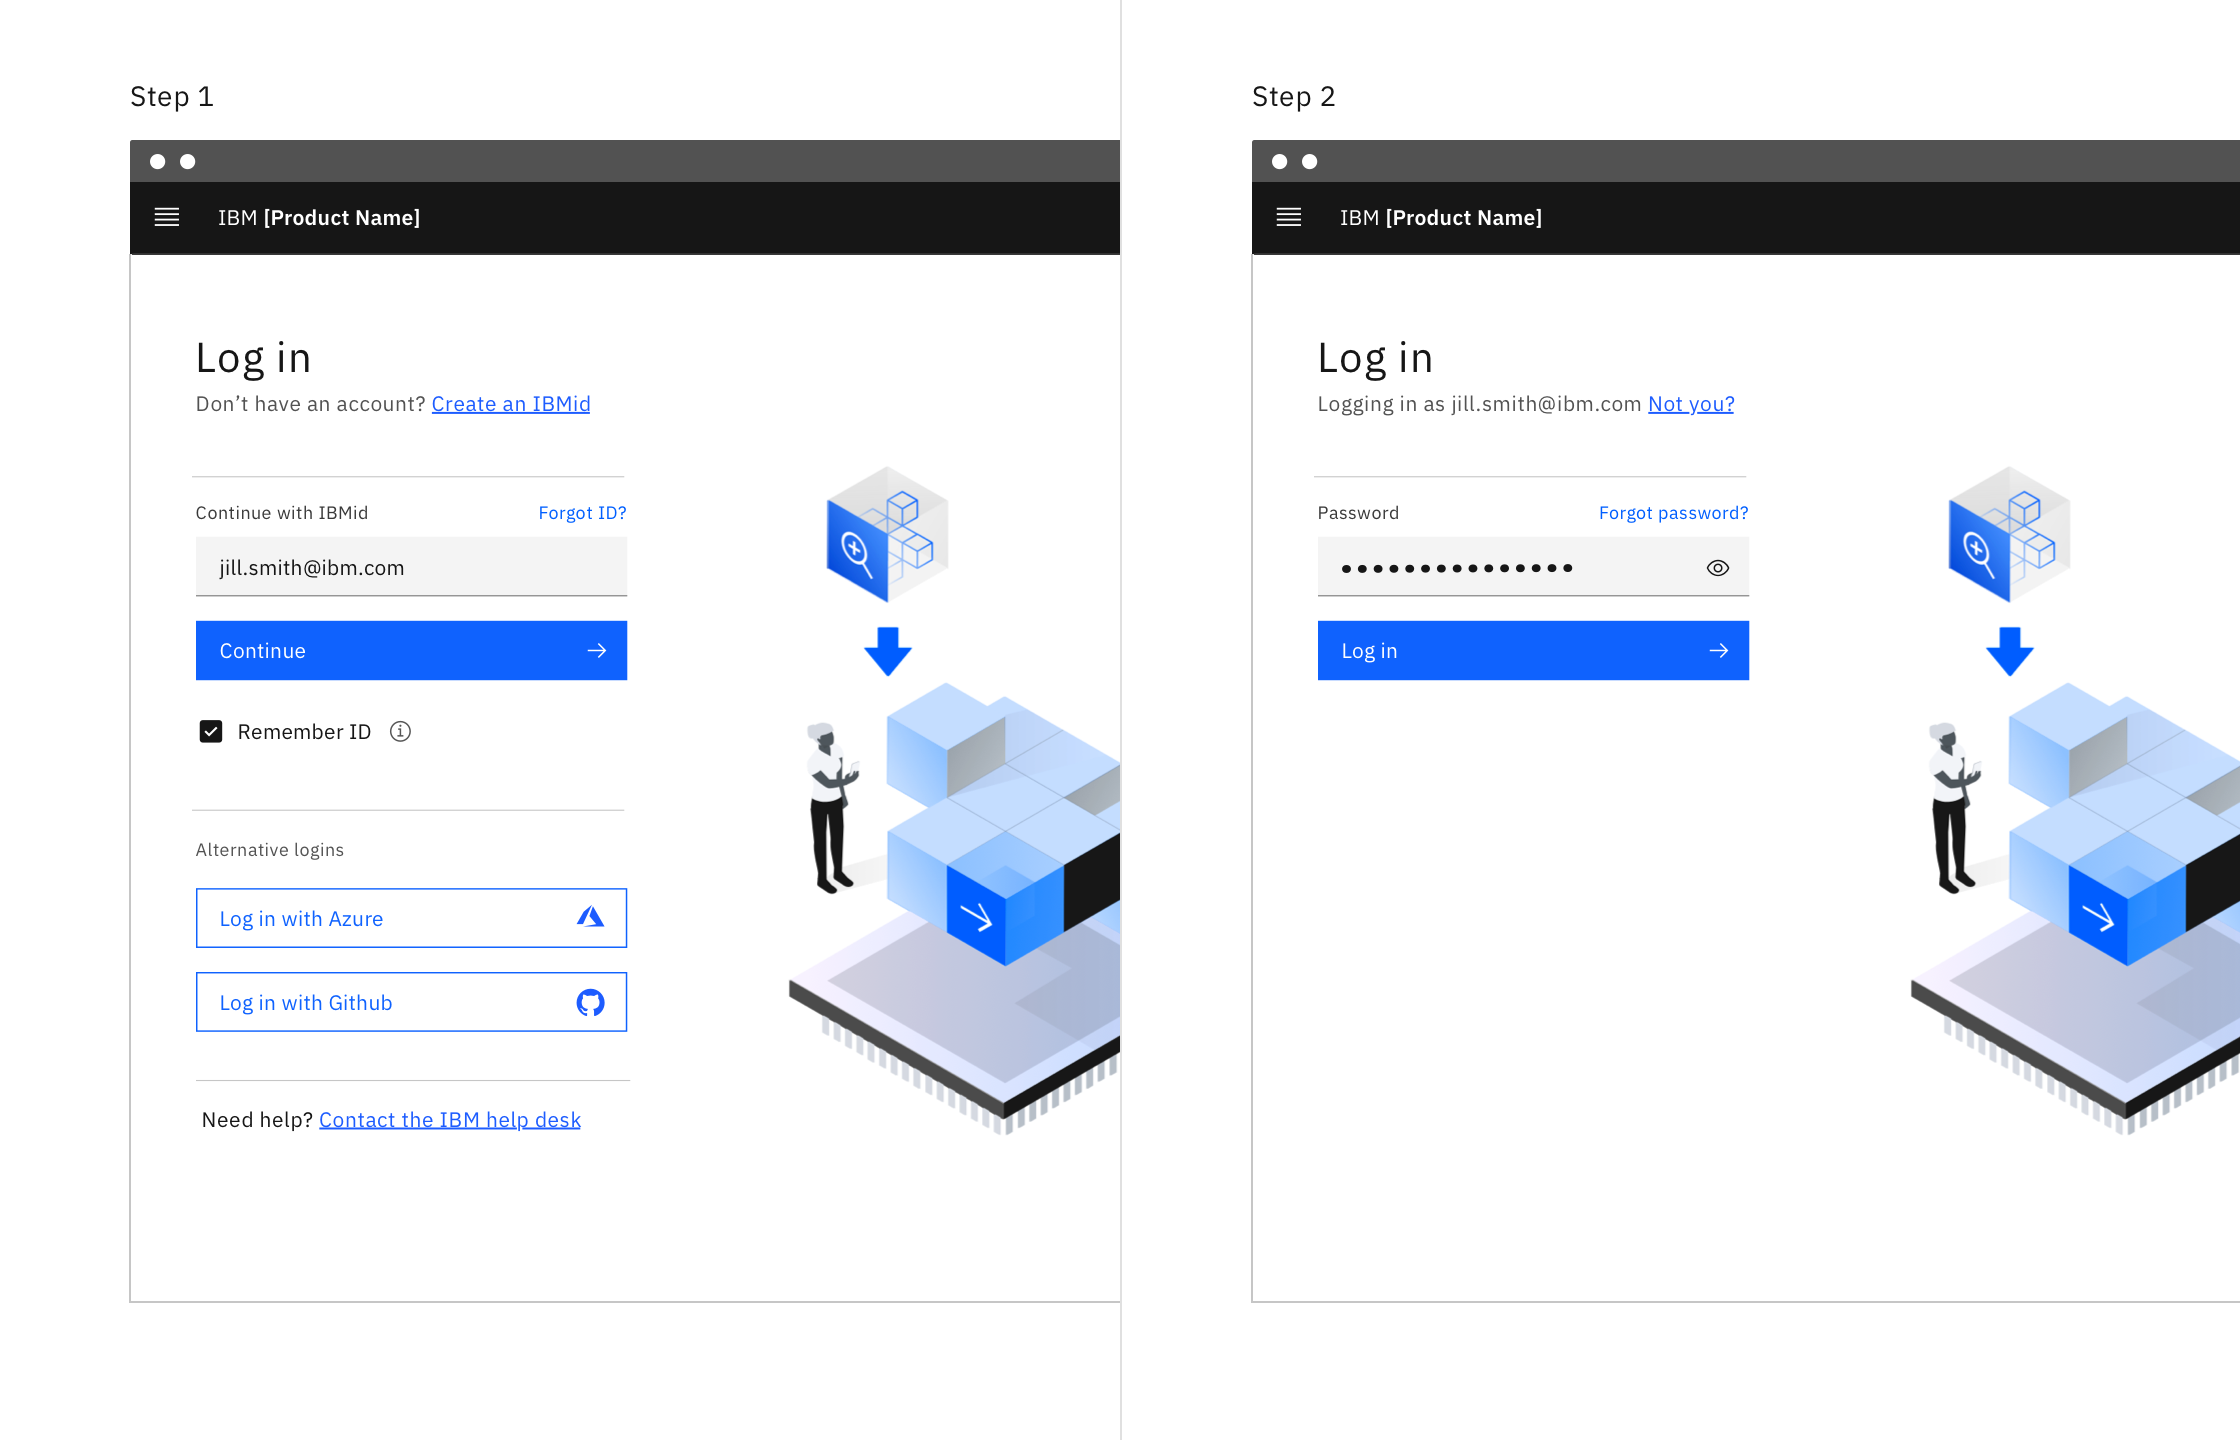 Step 1
IBM [Product Name]
Log in
Don’t have an account? Create an IBMid
Continue with IBMid
Forgot ID?
jill.smith@ibm.com
Continue
Remember ID
Alternative logins
Log in with Azure
Log in with Github
Need help? Contact the IBM help desk
Step 2
IBM [Product Name]
Log in
Logging in as jill.smith@ibm.com Not you?
Password
Forgot password?
Log in